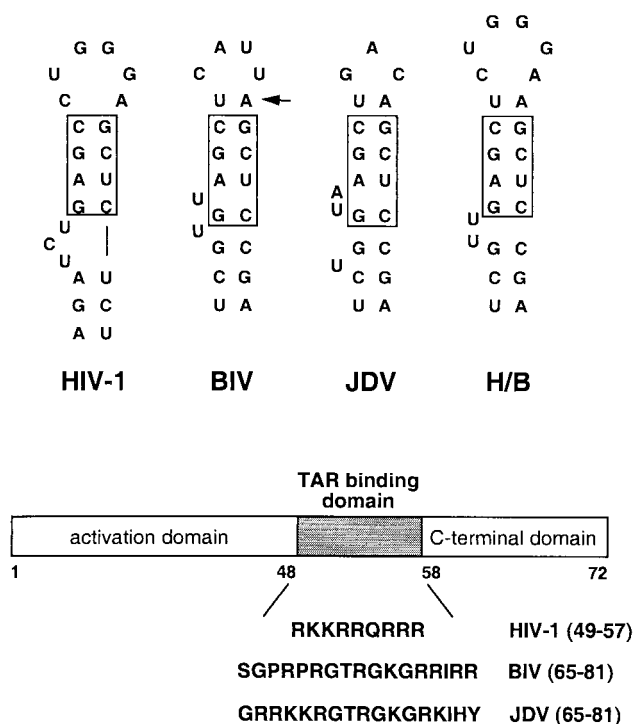 G G
U G
C A
C G
G C
A U
G C
U
C
U
A U
G C
A U
HIV-1
A U
C U
U A
C G
G C
A U
U
G C
U
G C
C G
U A
BIV
A
G C
U A
C G
G C
A U
A
U G C
G C
U
C G
U A
JDV
G G
U G
C A
U A
C G
G C
A U
G C
U
U G C
C G
U A
H/B
TAR binding
domain
activation domain
C-terminal domain
1 48 58 72
RKKRRQRRR HIV-1 (49-57)
SGPRPRGTRGKGRRIRR BIV (65-81)
GRRKKRGTRGKGRKIHY JDV (65-81)